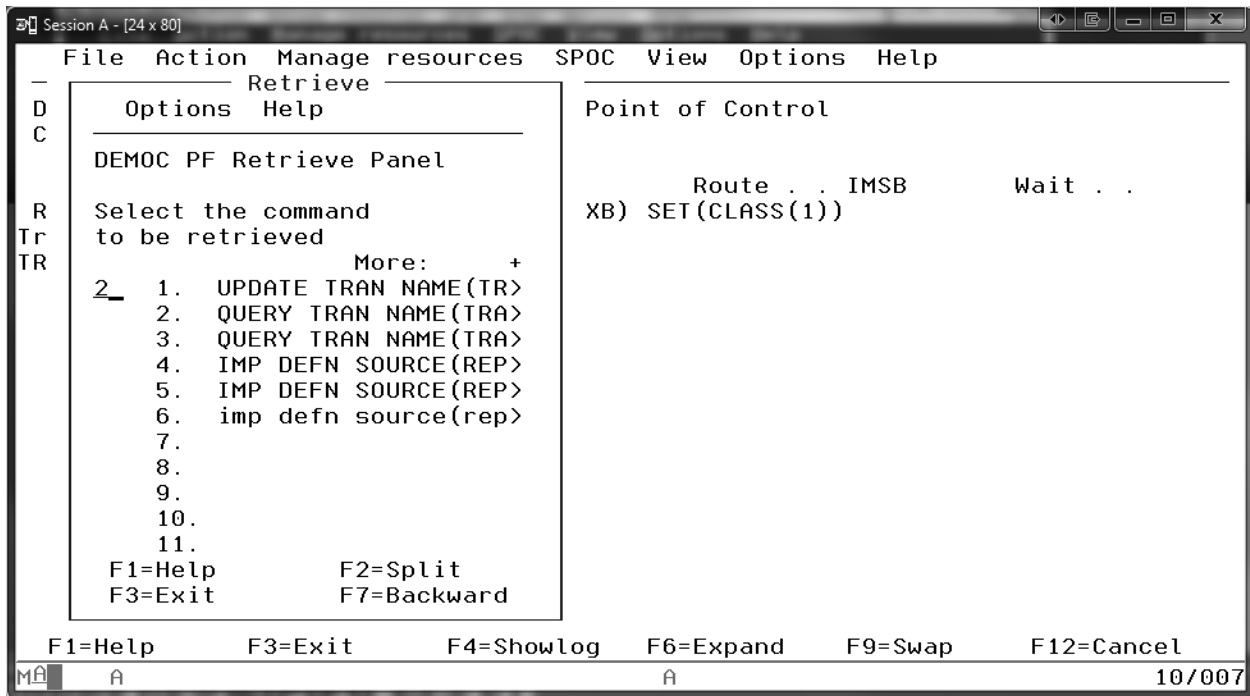 Session A - [24 x 80]
File Action Manage resources SPOC View Options Help
Retrieve
D Options Help Point of Control
C
DEMOC PF Retrieve Panel
Route . . IMSB Wait . .
R Select the command XB) SET(CLASS(1))
Tr to be retrieved
TR More: +
2_ 1. UPDATE TRAN NAME(TR>
2. QUERY TRAN NAME(TRA>
3. QUERY TRAN NAME(TRA>
4. IMP DEFN SOURCE(REP>
5. IMP DEFN SOURCE(REP>
6. imp defn source(rep>
7.
8.
9.
10.
11.
F1=Help F2=Split
F3=Exit F7=Backward
F1=Help F3=Exit F4=Showlog F6=Expand F9=Swap F12=Cancel
MA A A 10/007